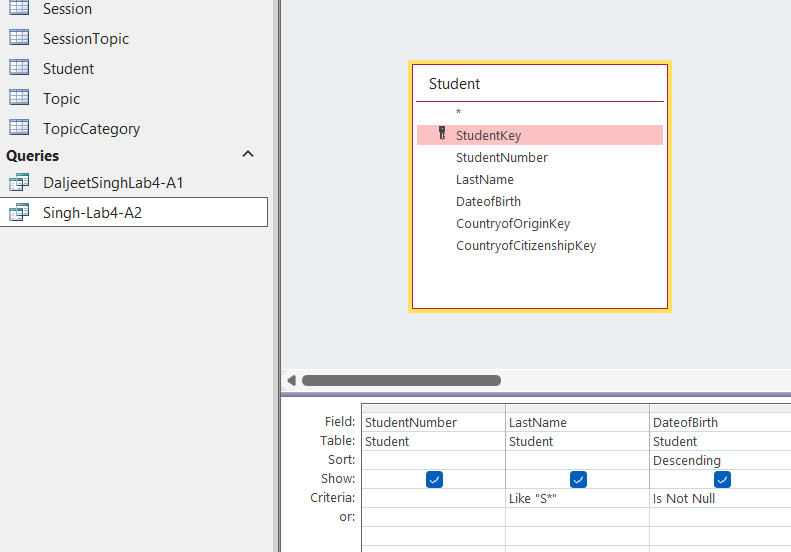 Session
SessionTopic
Student
Topic
TopicCategory
Queries
DaljeetSinghLab4-A1
Singh-Lab4-A2
Student
*
StudentKey
StudentNumber
LastName
DateofBirth
CountryofOriginKey
CountryofCitizenshipKey
Field: StudentNumber LastName DateofBirth
Table: Student Student Student
Sort: Descending
Show:
Criteria: Like "S*" Is Not Null
or: